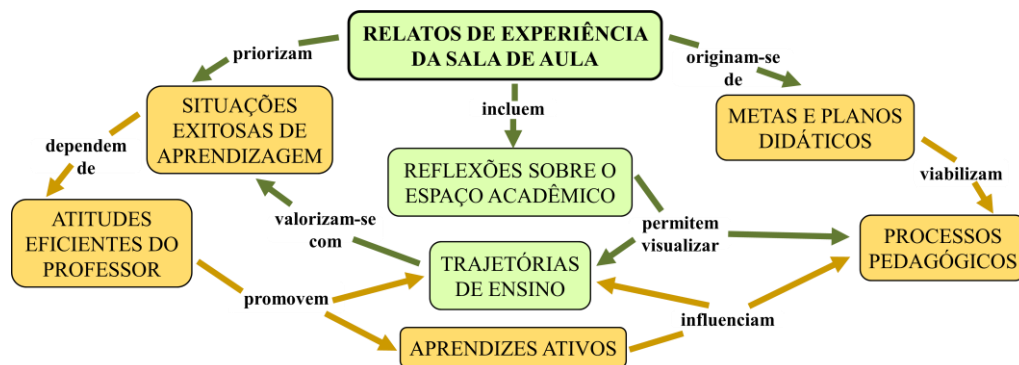 RELATOS DE EXPERIÊNCIA
DA SALA DE AULA
priorizam
originam-se
de
incluem
SITUAÇÕES
EXITOSAS DE
APRENDIZAGEM
METAS E PLANOS
DIDÁTICOS
dependem
de
REFLEXÕES SOBRE O
ESPAÇO ACADÊMICO
viabilizam
ATITUDES
EFICIENTES DO
PROFESSOR
valorizam-se
com
permitem
visualizar
PROCESSOS
PEDAGÓGICOS
TRAJETÓRIAS
DE ENSINO
promovem
influenciam
APRENDIZES ATIVOS